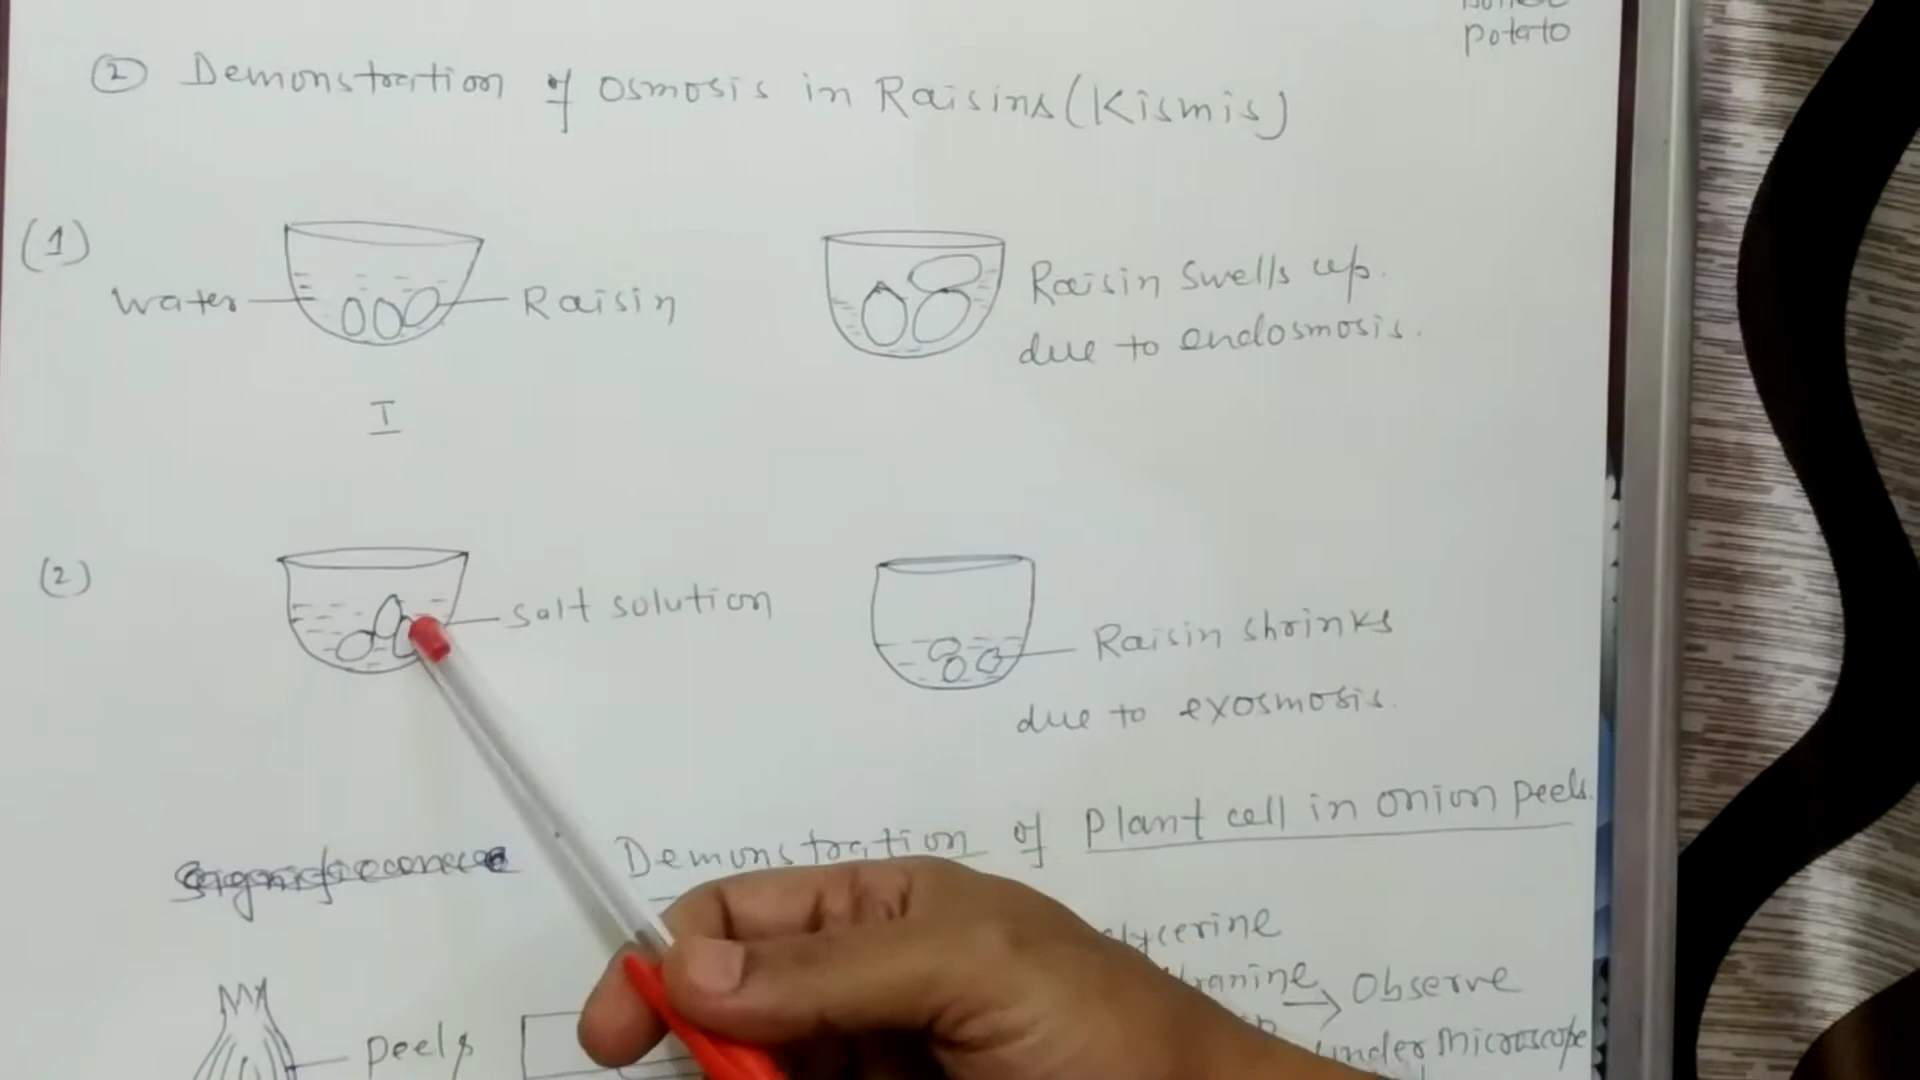 potato
② Demonstration of Osmosis in Raisins (Kismis)
(1)
Water
Raisin
Raisin Swells up.
due to endosmosis.
I
(2)
Salt solution
Raisin shrinks
due to exosmosis.
Demonstration of Plant cell in onion peels.
glycerine
Observe
under microscope
peels